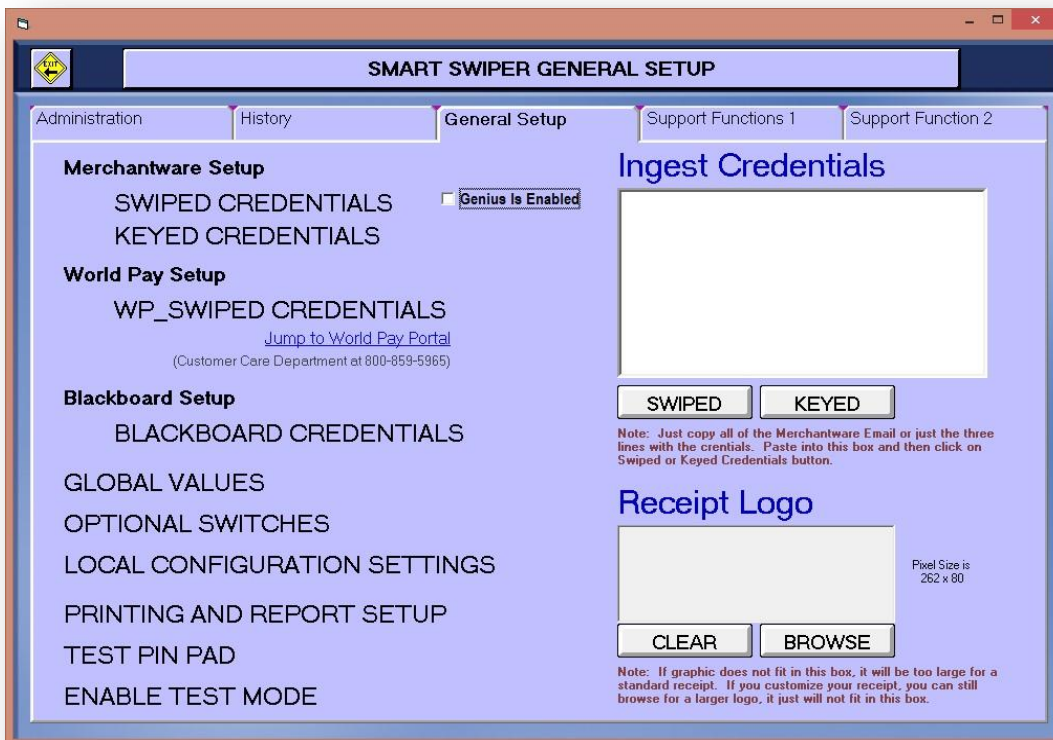 EXIT
SMART SWIPER GENERAL SETUP
Administration
History
General Setup
Support Functions 1
Support Function 2
Merchantware Setup
SWIPED CREDENTIALS
Genius Is Enabled
KEYED CREDENTIALS
World Pay Setup
WP_SWIPED CREDENTIALS
Jump to World Pay Portal
(Customer Care Department at 800-859-5965)
Blackboard Setup
BLACKBOARD CREDENTIALS
GLOBAL VALUES
OPTIONAL SWITCHES
LOCAL CONFIGURATION SETTINGS
PRINTING AND REPORT SETUP
TEST PIN PAD
ENABLE TEST MODE
Ingest Credentials
SWIPED
KEYED
Note: Just copy all of the Merchantware Email or just the three
lines with the crentials. Paste into this box and then click on
Swiped or Keyed Credentials button.
Receipt Logo
Pixel Size is
262 x 80
CLEAR
BROWSE
Note: If graphic does not fit in this box, it will be too large for a
standard receipt. If you customize your receipt, you can still
browse for a larger logo, it just will not fit in this box.